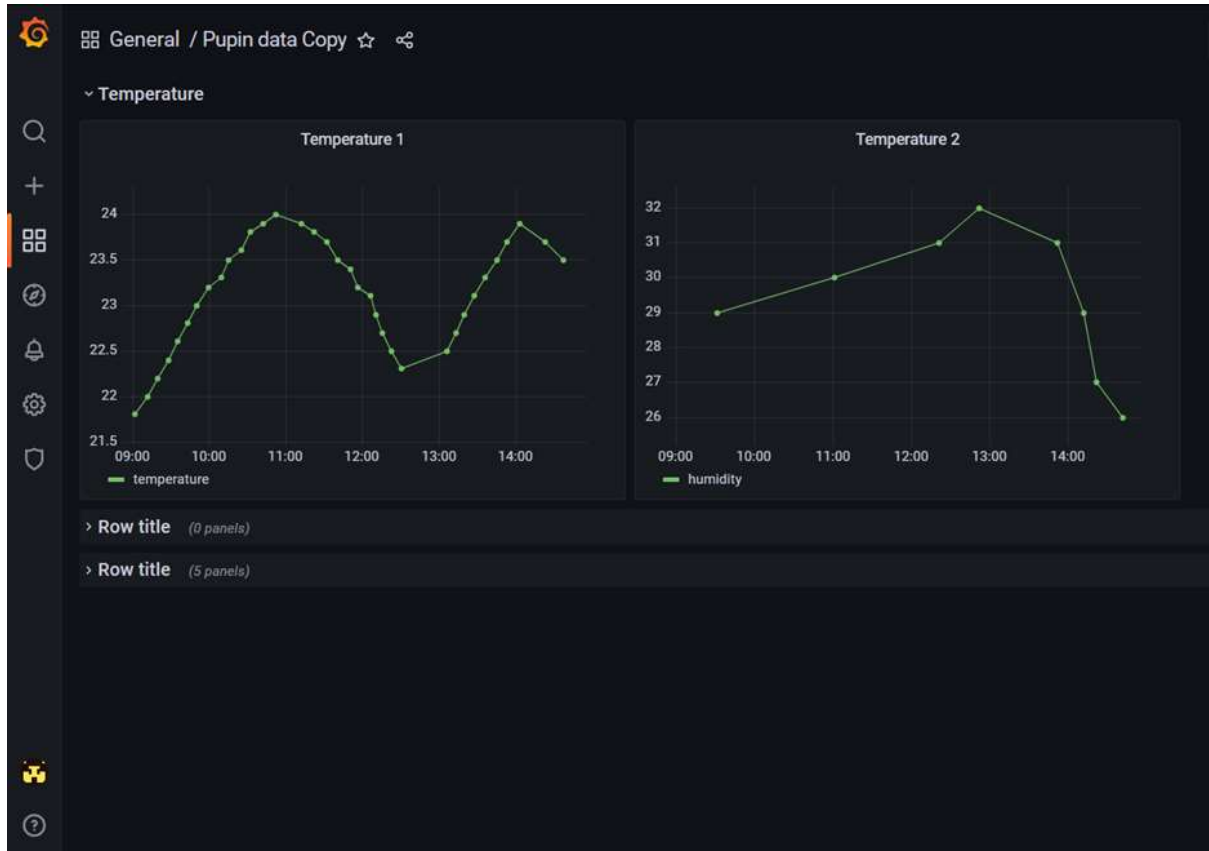 General / Pupin data Copy
Temperature
Temperature 1
24
23.5
23
22.5
22
21.5
09:00 10:00 11:00 12:00 13:00 14:00
temperature
Temperature 2
32
31
30
29
28
27
26
09:00 10:00 11:00 12:00 13:00 14:00
humidity
Row title (0 panels)
Row title (5 panels)